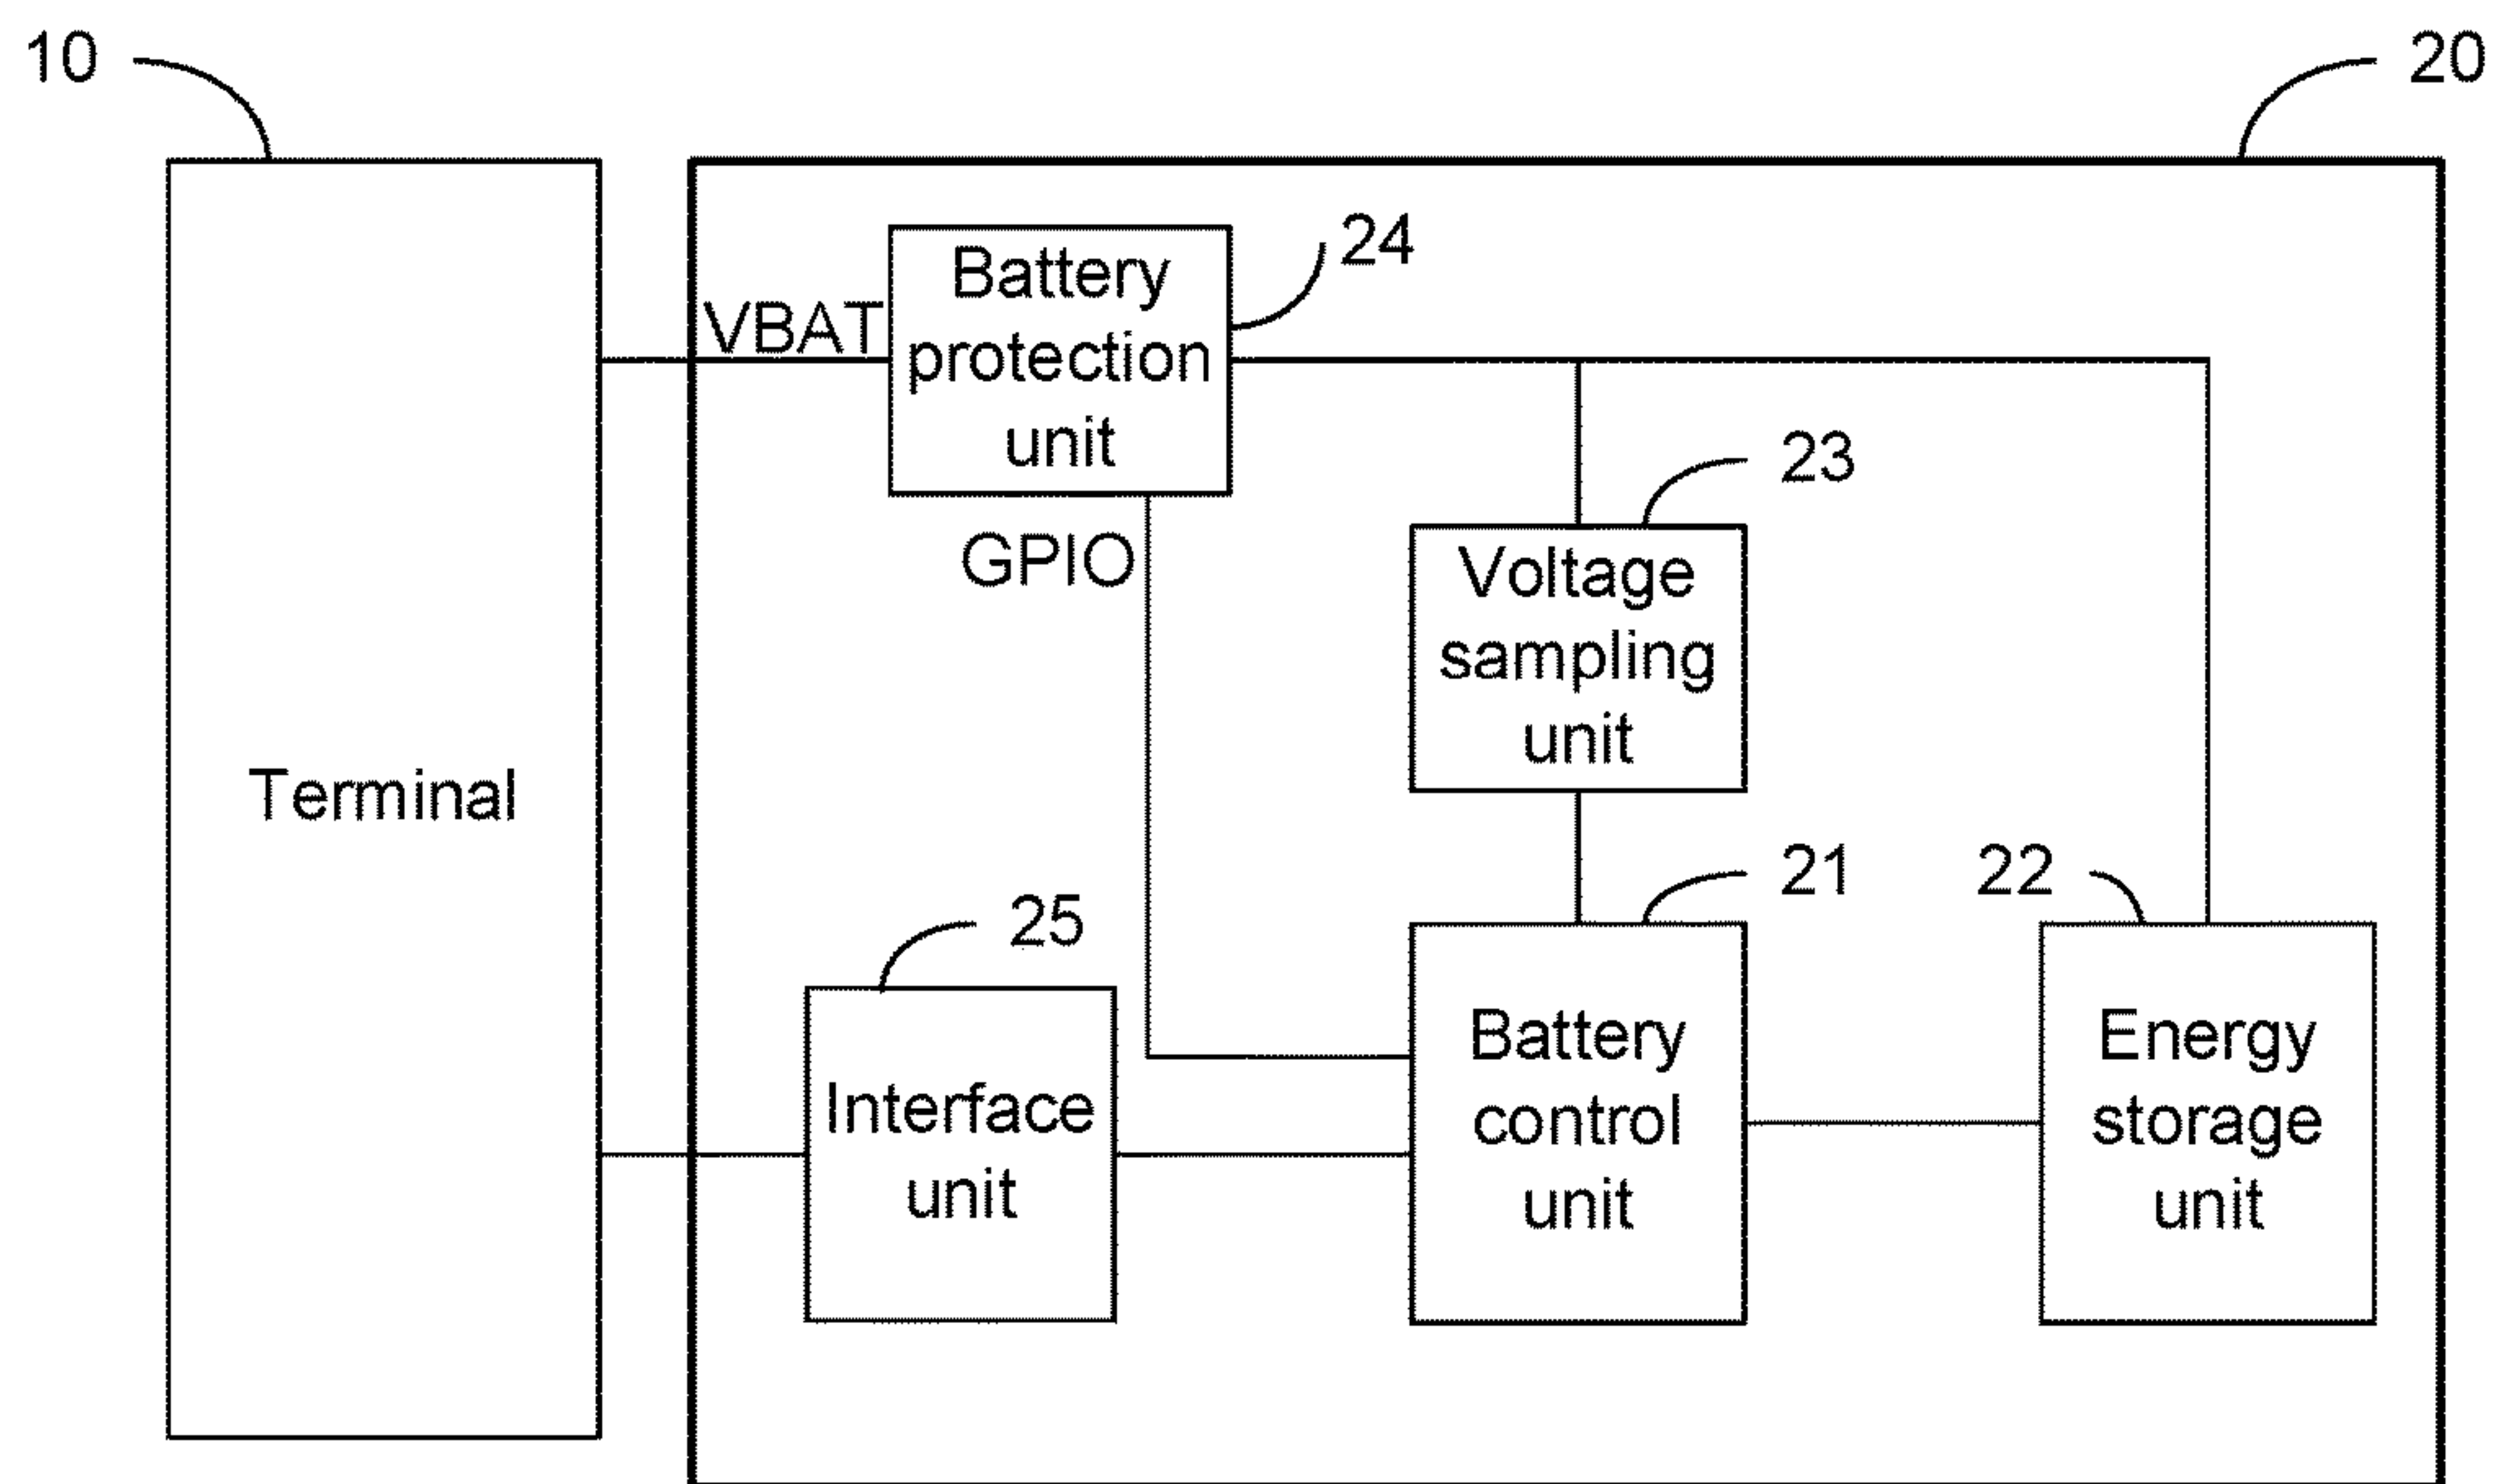 10
20
24
Battery
protection
unit
VBAT
23
GPIO
Voltage
sampling
unit
Terminal
21
22
25
Battery
control
unit
Energy
storage
unit
Interface
unit